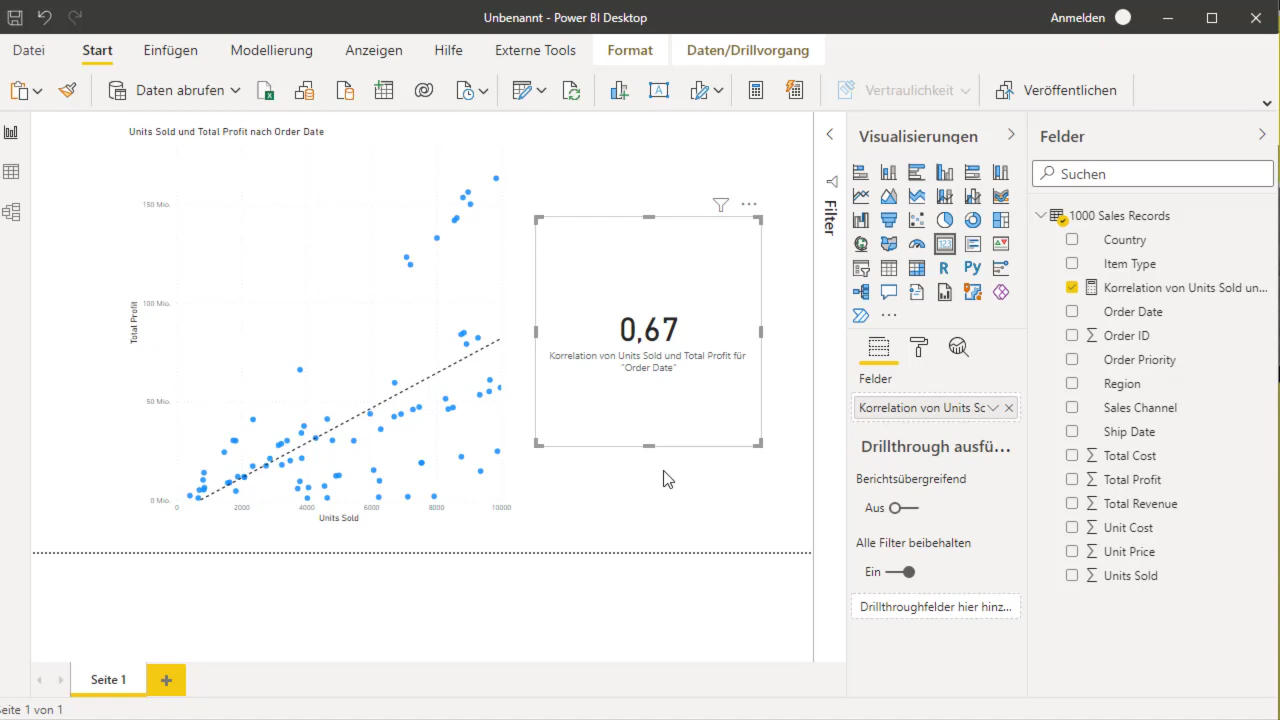 Unbenannt - Power BI Desktop
Anmelden
Datei Start Einfügen Modellierung Anzeigen Hilfe Externe Tools Format Daten/Drillvorgang
Daten abrufen
Vertraulichkeit
Veröffentlichen
Units Sold und Total Profit nach Order Date
150 Mio.
100 Mio.
50 Mio.
0 Mio.
Total Profit
0 2000 4000 6000 8000 10000
Units Sold
0,67
Korrelation von Units Sold und Total Profit für
"Order Date"
Filter
Visualisierungen
123
R
Py
Felder
Korrelation von Units Sc
Drillthrough ausfü...
Berichtsübergreifend
Aus
Alle Filter beibehalten
Ein
Drillthroughfelder hier hinz...
Felder
Suchen
1000 Sales Records
Country
Item Type
Korrelation von Units Sold un...
Order Date
Order ID
Order Priority
Region
Sales Channel
Ship Date
Total Cost
Total Profit
Total Revenue
Unit Cost
Unit Price
Units Sold
Seite 1
eite 1 von 1